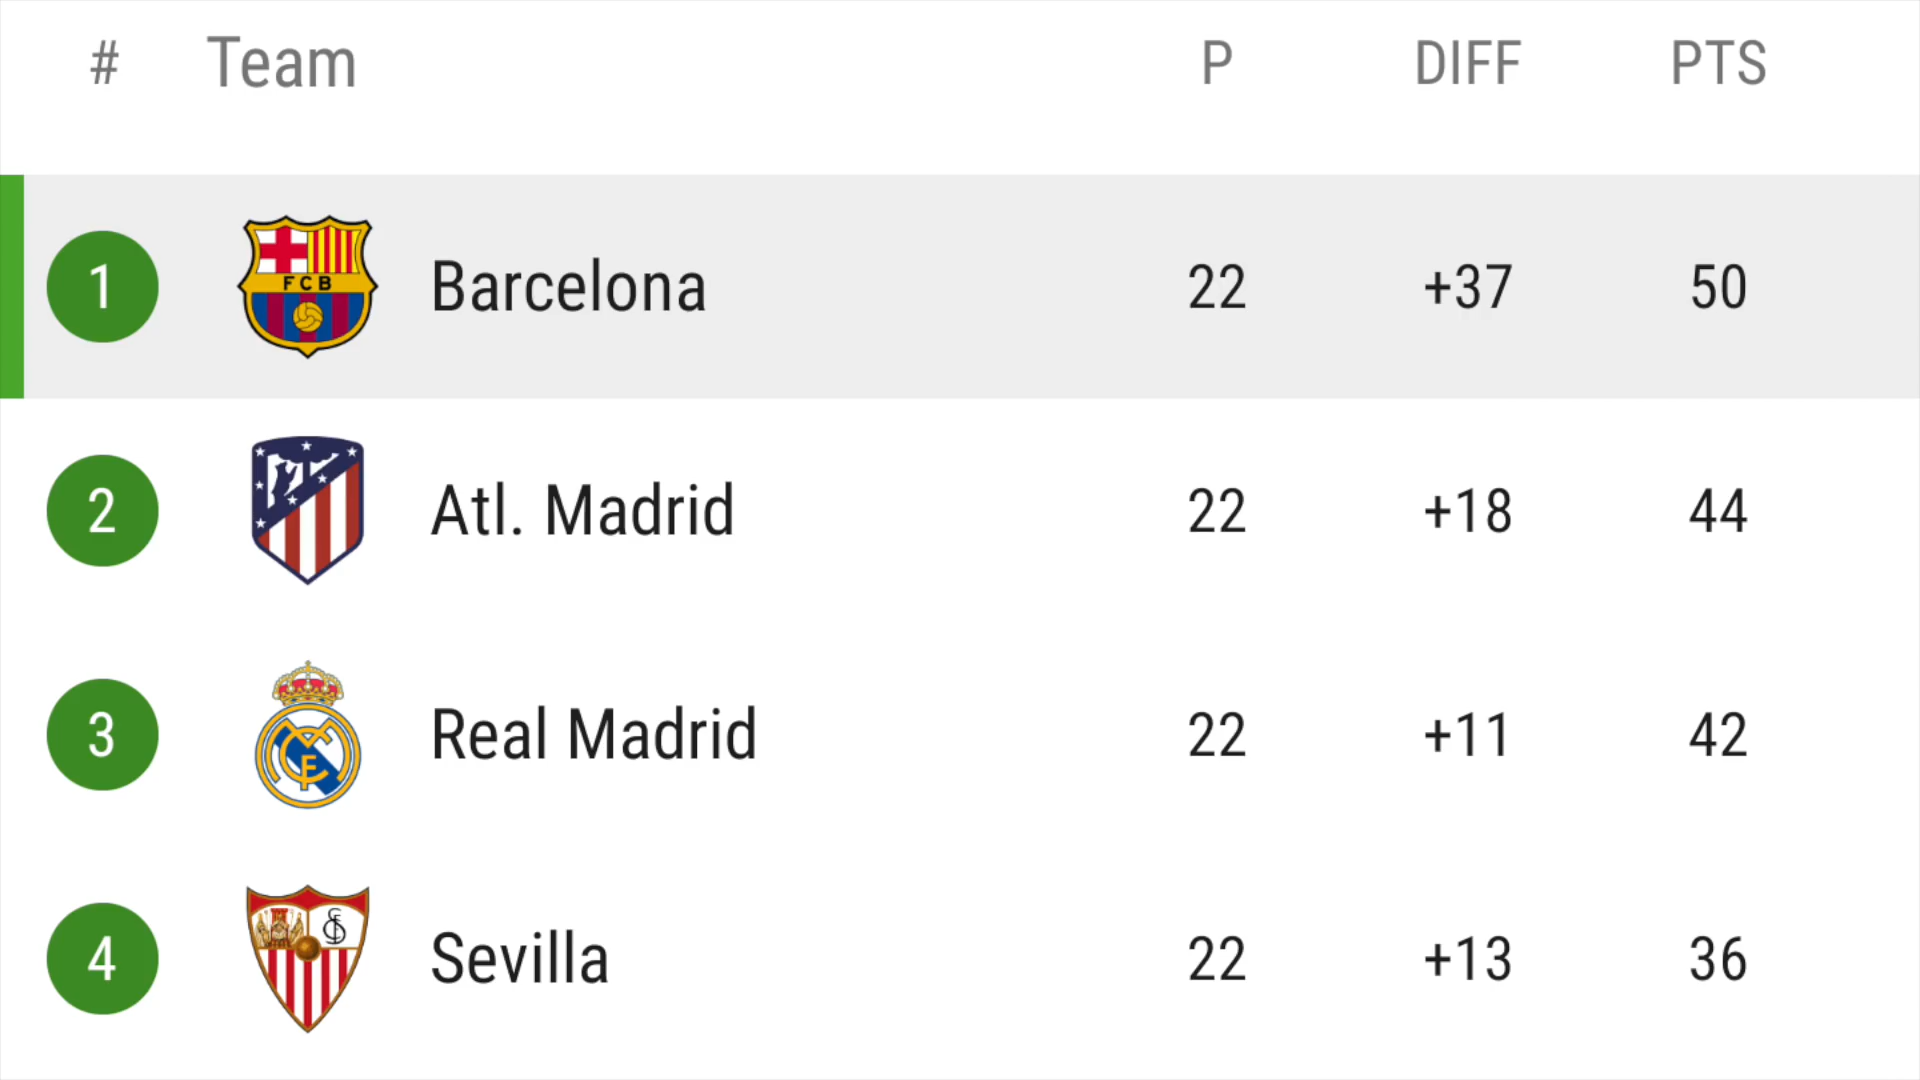 # Team P DIFF PTS
1 FCB Barcelona 22 +37 50
2 Atl. Madrid 22 +18 44
3 Real Madrid 22 +11 42
4 Sevilla 22 +13 36